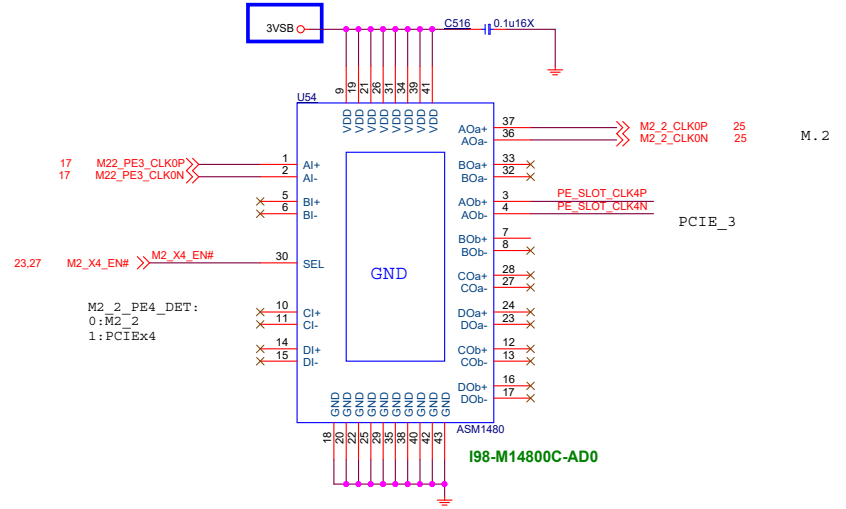 3VSB
C516
0.1u16X
9
19
21
26
31
34
39
41
U54
VDD
VDD
VDD
VDD
VDD
VDD
VDD
VDD
17 M22_PE3_CLK0P
17 M22_PE3_CLK0N
1 AI+
2 AI-
5 BI+
6 BI-
23,27 M2_X4_EN#
M2_X4_EN#
30 SEL
M2_2_PE4_DET:
0:M2_2
1:PCIEx4
10 CI+
11 CI-
14 DI+
15 DI-
GND
AOa+ 37
M2_2_CLK0P 25
AOa- 36
M2_2_CLK0N 25
M.2
BOa+ 33
BOa- 32
AOb+ 3
PE_SLOT_CLK4P
AOb- 4
PE_SLOT_CLK4N
PCIE_3
BOb+ 7
BOb- 8
COa+ 28
COa- 27
DOa+ 24
DOa- 23
COb+ 12
COb- 13
DOb+ 16
DOb- 17
GND
GND
GND
GND
GND
GND
GND
GND
GND
GND
18
20
22
25
29
35
38
40
42
43
ASM1480
I98-M14800C-AD0